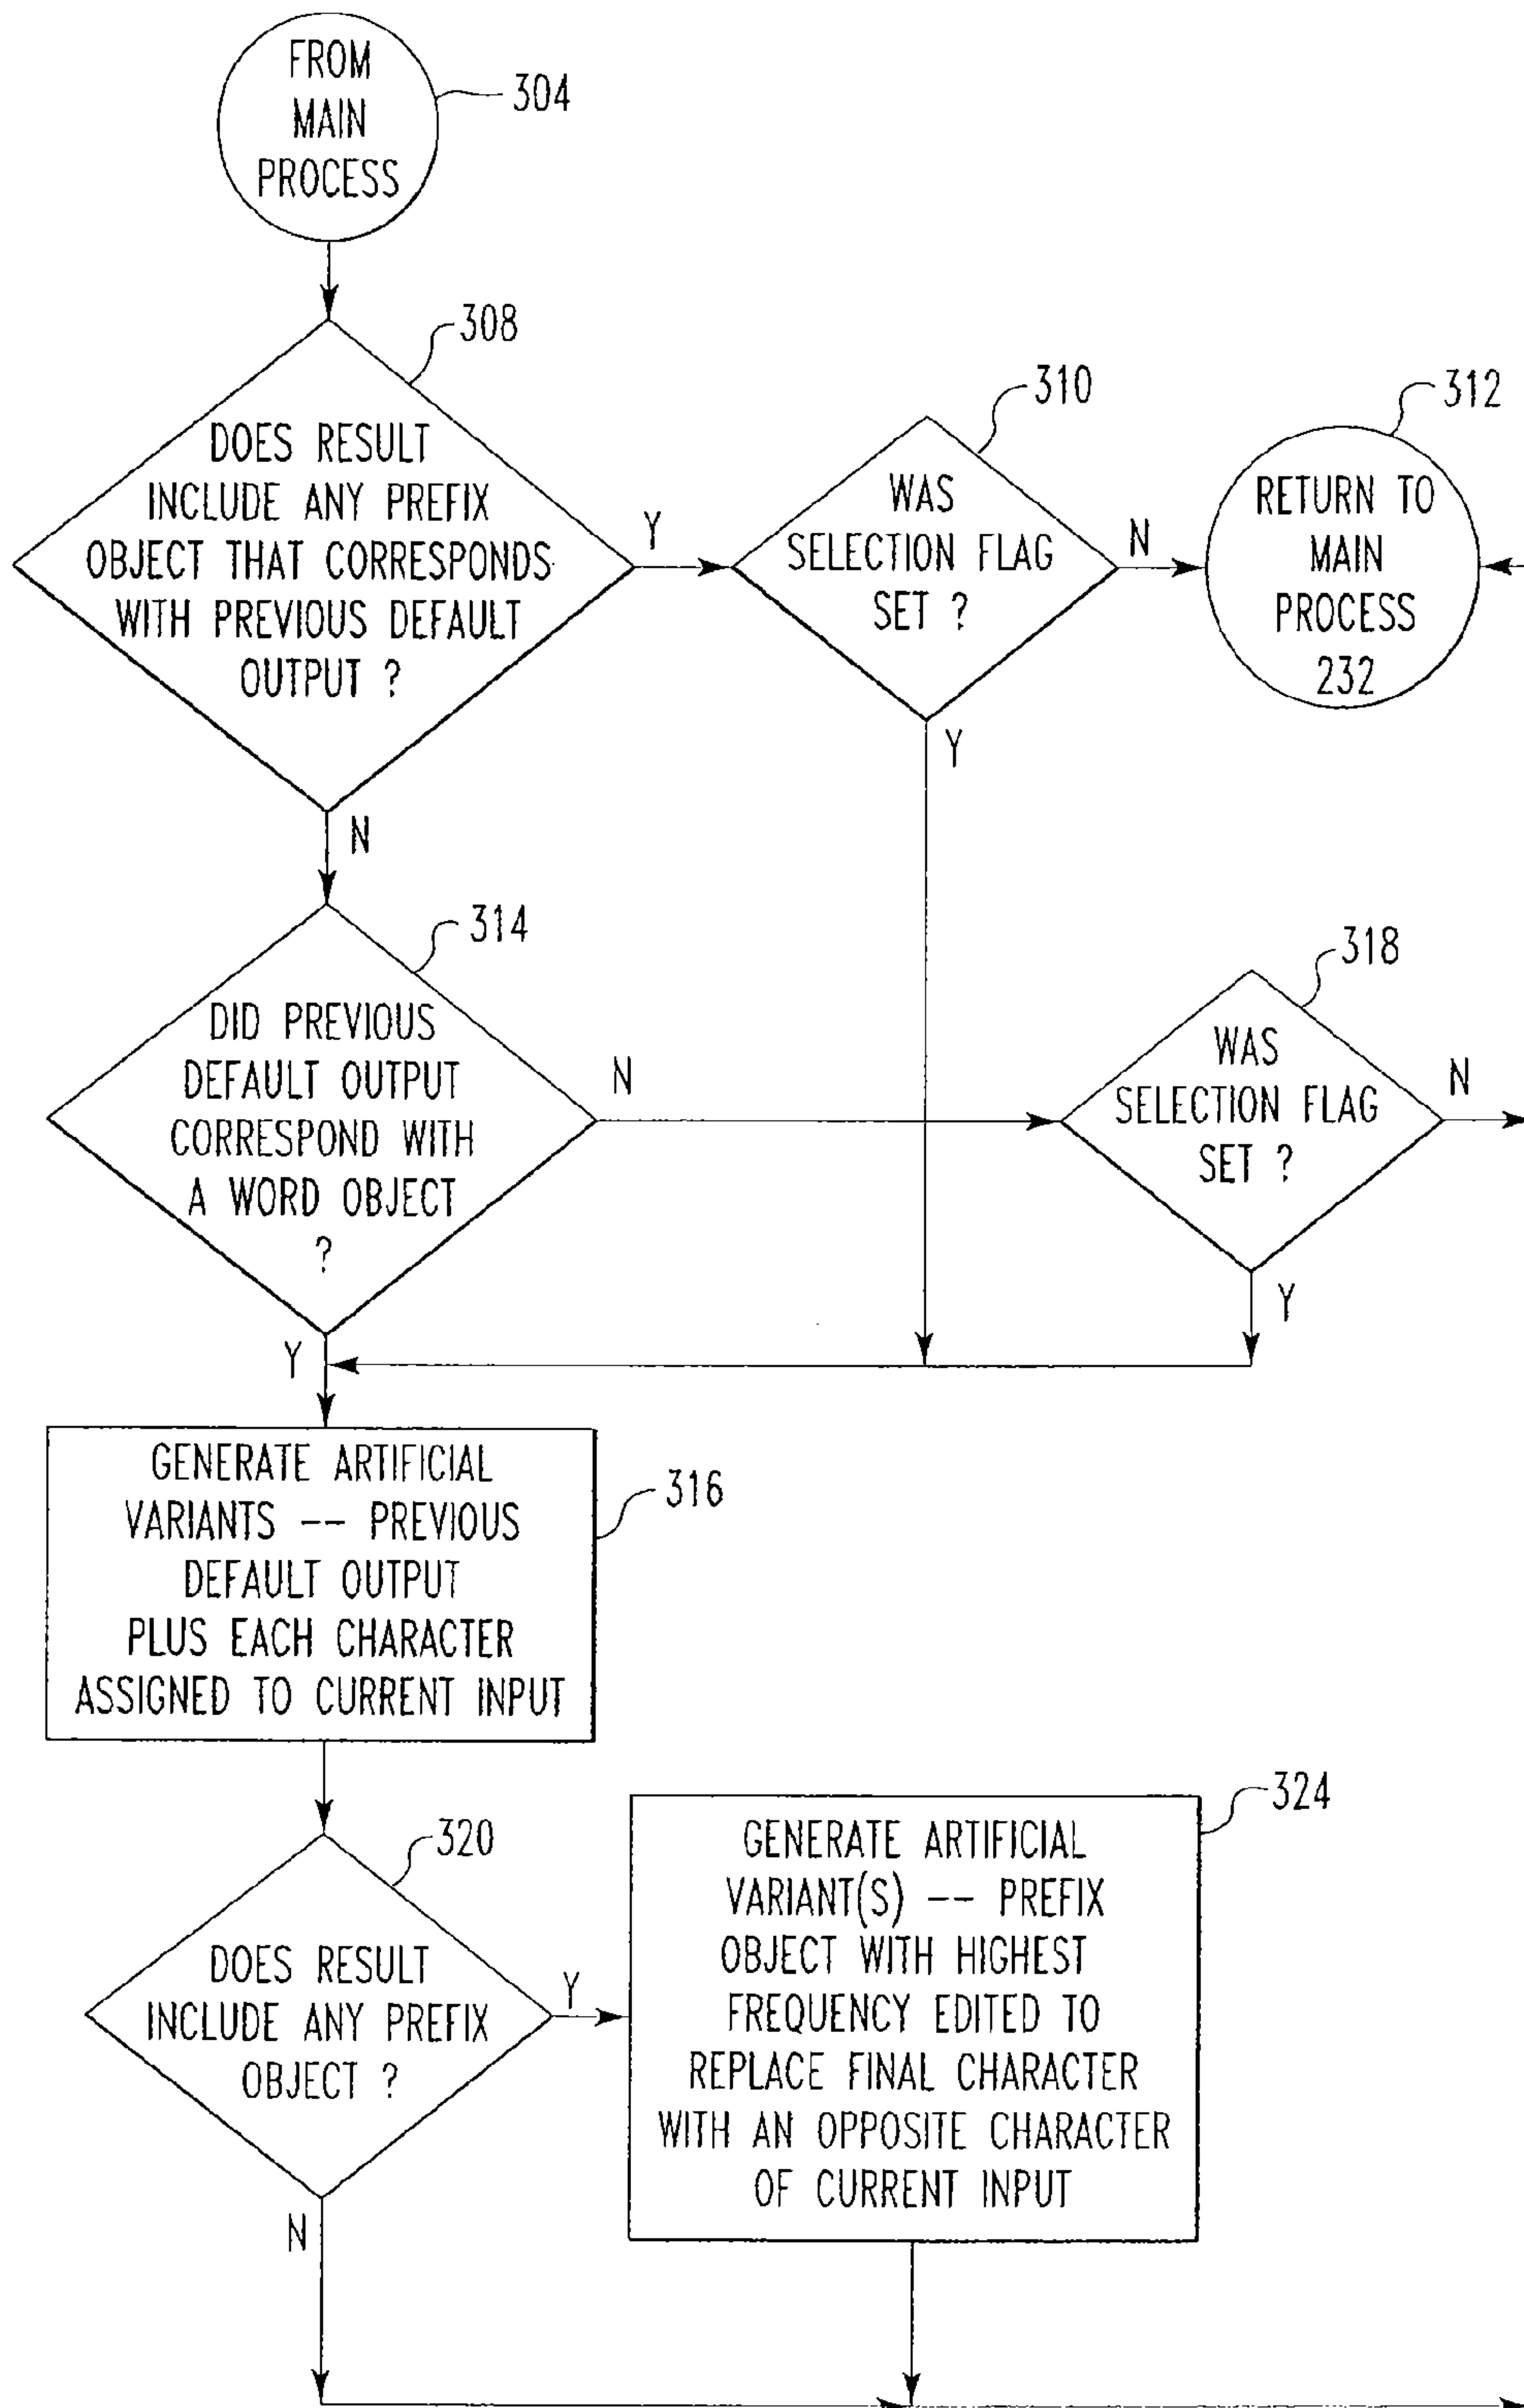 FROM
MAIN
PROCESS
304
308
DOES RESULT
INCLUDE ANY PREFIX
OBJECT THAT CORRESPONDS
WITH PREVIOUS DEFAULT
OUTPUT ?
Y
N
310
WAS
SELECTION FLAG
SET ?
N
Y
312
RETURN TO
MAIN
PROCESS
232
314
DID PREVIOUS
DEFAULT OUTPUT
CORRESPOND WITH
A WORD OBJECT
?
N
Y
318
WAS
SELECTION FLAG
SET ?
N
Y
GENERATE ARTIFICIAL
VARIANTS -- PREVIOUS
DEFAULT OUTPUT
PLUS EACH CHARACTER
ASSIGNED TO CURRENT INPUT
316
320
DOES RESULT
INCLUDE ANY PREFIX
OBJECT ?
Y
N
324
GENERATE ARTIFICIAL
VARIANT(S) -- PREFIX
OBJECT WITH HIGHEST
FREQUENCY EDITED TO
REPLACE FINAL CHARACTER
WITH AN OPPOSITE CHARACTER
OF CURRENT INPUT